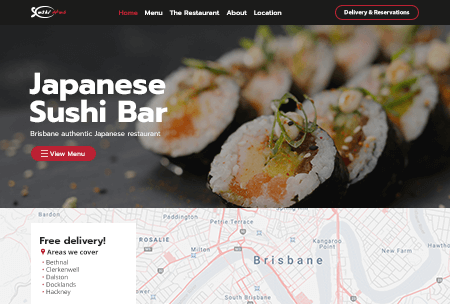 Home Menu The Restaurant About Location
Delivery & Reservations
Japanese
Sushi Bar
Brisbane authentic Japanese restaurant
View Menu
Free delivery!
Areas we cover
• Bethnal
• Clerkenwell
• Dalston
• Docklands
• Hackney
Bardon
Paddington
Petrie Terrace
ROSALIE
Milton
Kangaroo
Point
New Farm
Hawtho
Brisbane
South Brisbane